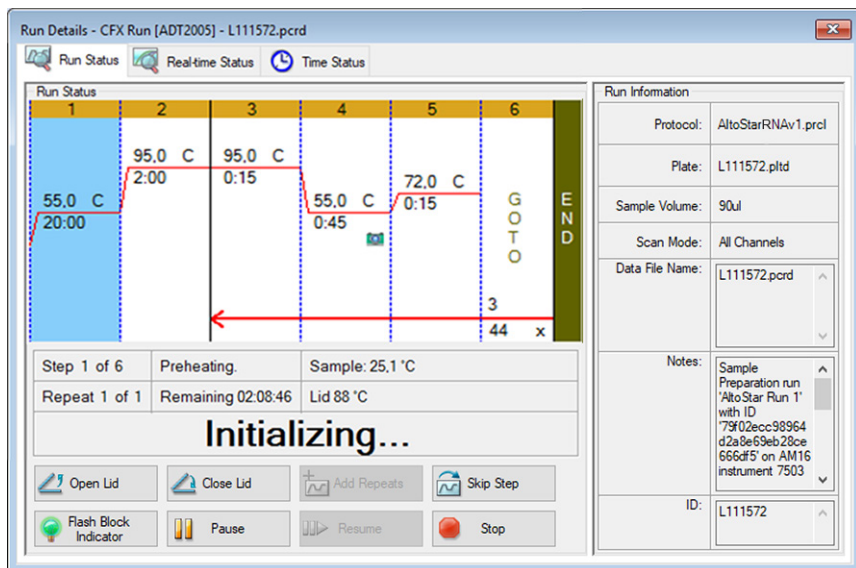 Run Details - CFX Run [ADT2005] - L111572.pcrd
Run Status Real-time Status Time Status
Run Status
1 2 3 4 5 6
95,0 C 95,0 C
2:00 0:15
72,0 C
55,0 C 55,0 C 0:15
20:00 0:45
GOTO
END
3
44 x
Step 1 of 6 Preheating. Sample: 25,1 °C
Repeat 1 of 1 Remaining 02:08:46 Lid 88 °C
Initializing...
Open Lid Close Lid Add Repeats Skip Step
Flash Block
Indicator Pause Resume Stop
Run Information
Protocol: AltoStarRNAv1.prcl
Plate: L111572.pltd
Sample Volume: 90ul
Scan Mode: All Channels
Data File Name: L111572.pcrd
Notes: Sample
Preparation run
'AltoStar Run 1'
with ID
'79f02ecc98964
d2a8e69eb28ce
666df5' on AM16
instrument 7503
ID: L111572